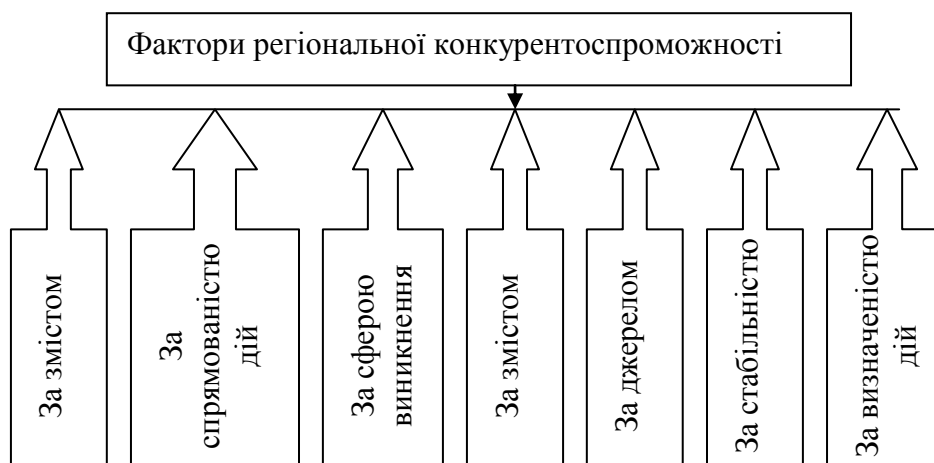 Фактори регіональної конкурентоспроможності
За змістом
За
спрямованістю
дій
За сферою
виникнення
За змістом
За джерелом
За стабільністю
За визначеністю
дій